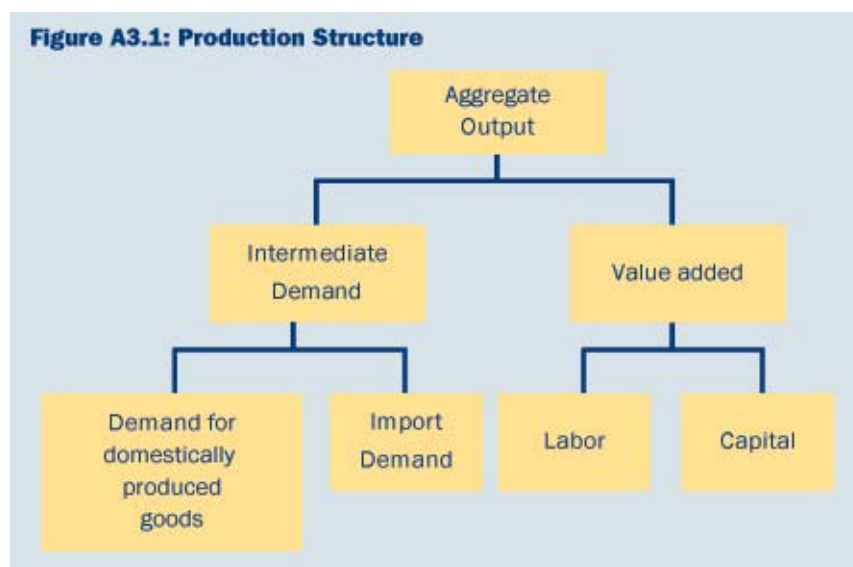 Figure A3.1: Production Structure
Aggregate
Output
Intermediate
Demand
Value added
Demand for
domestically
produced
goods
Import
Demand
Labor
Capital